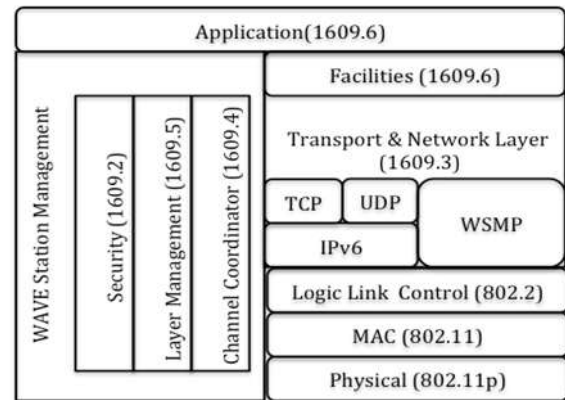 Application(1609.6)
WAVE Station Management
Security (1609.2)
Layer Management (1609.5)
Channel Coordinator (1609.4)
Facilities (1609.6)
Transport & Network Layer
(1609.3)
TCP
UDP
WSMP
IPv6
Logic Link Control (802.2)
MAC (802.11)
Physical (802.11p)